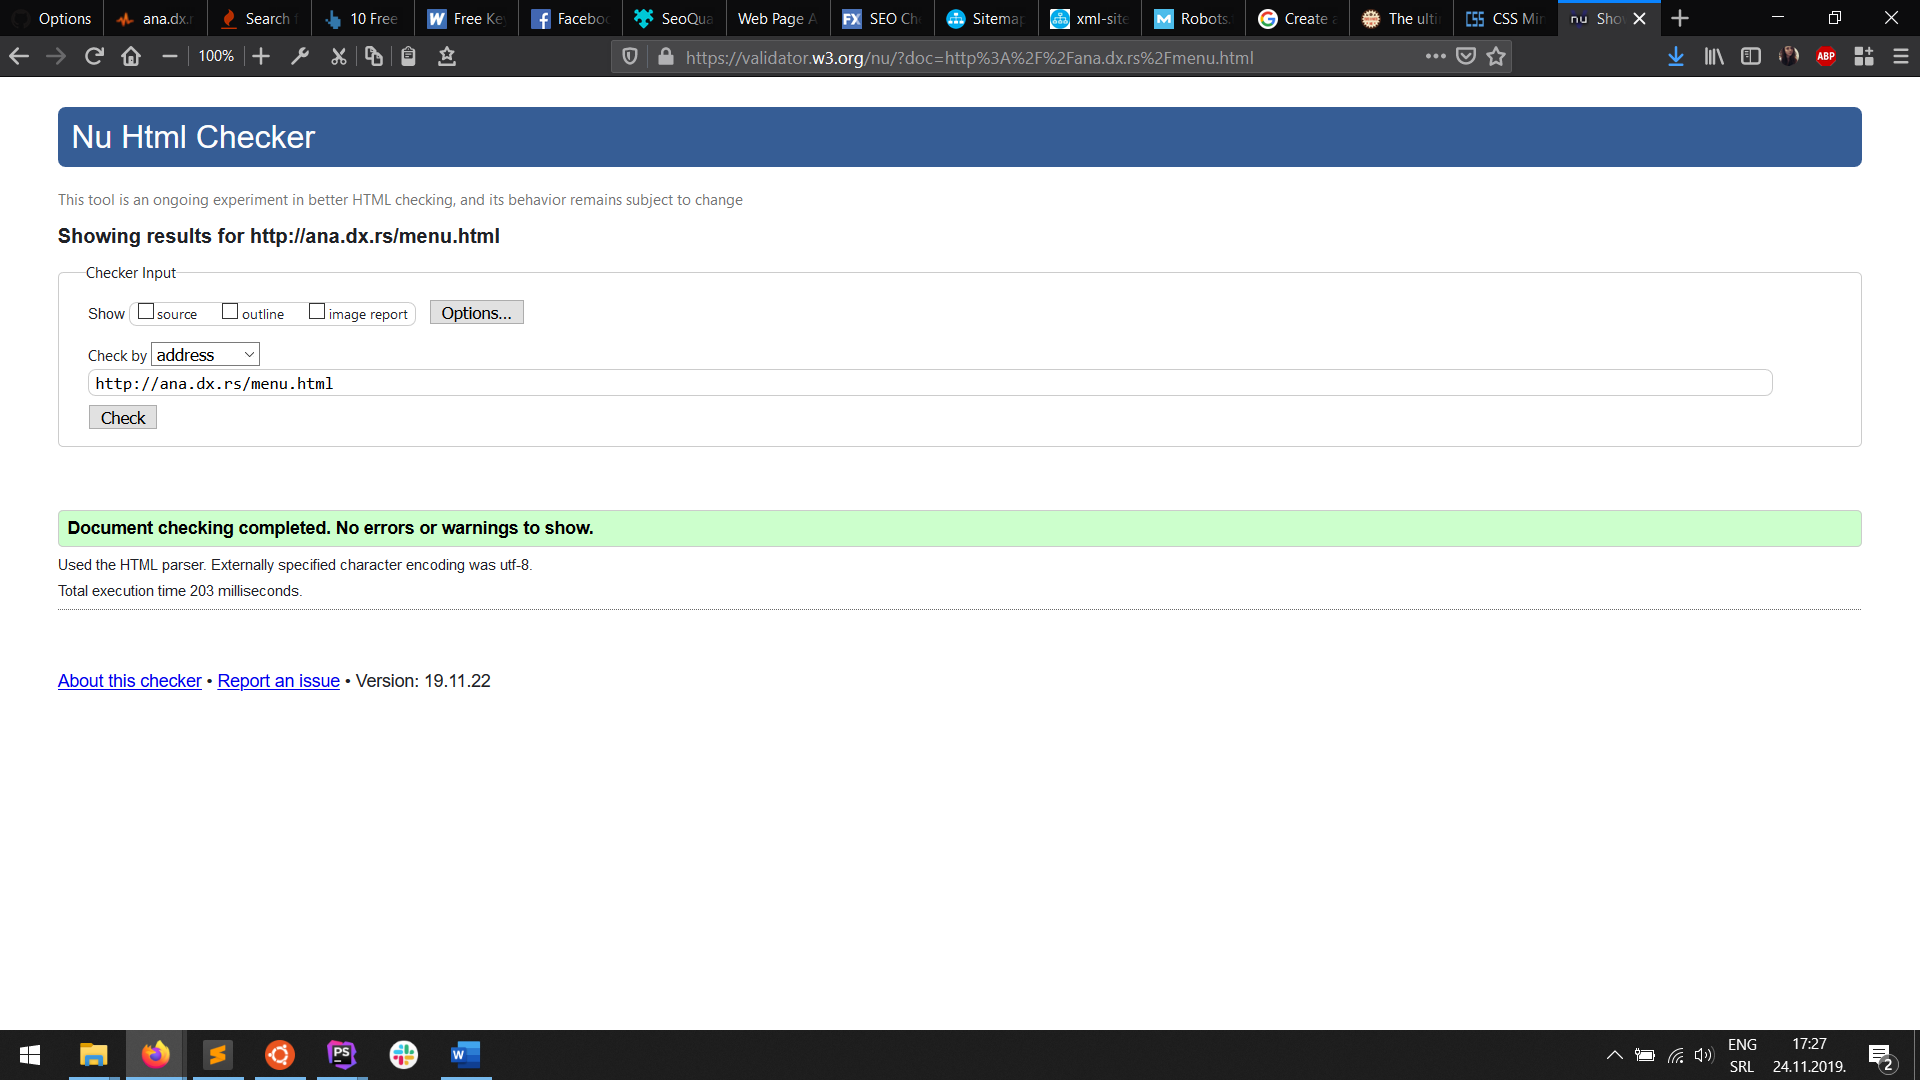 Options
ana.dx.r
Search f
10 Free
Free Key
Faceboo
SeoQua
Web Page A
SEO Che
Sitemap
xml-site
Robots.
Create a
The ulti
CSS Min
nu Sho
100%
https://validator.w3.org/nu/?doc=http%3A%2F%2Fana.dx.rs%2Fmenu.html
ABP
Nu Html Checker
This tool is an ongoing experiment in better HTML checking, and its behavior remains subject to change
Showing results for http://ana.dx.rs/menu.html
Checker Input
Show source outline image report Options...
Check by address
http://ana.dx.rs/menu.html
Check
Document checking completed. No errors or warnings to show.
Used the HTML parser. Externally specified character encoding was utf-8.
Total execution time 203 milliseconds.
About this checker • Report an issue • Version: 19.11.22
ENG
SRL
17:27
24.11.2019.
2